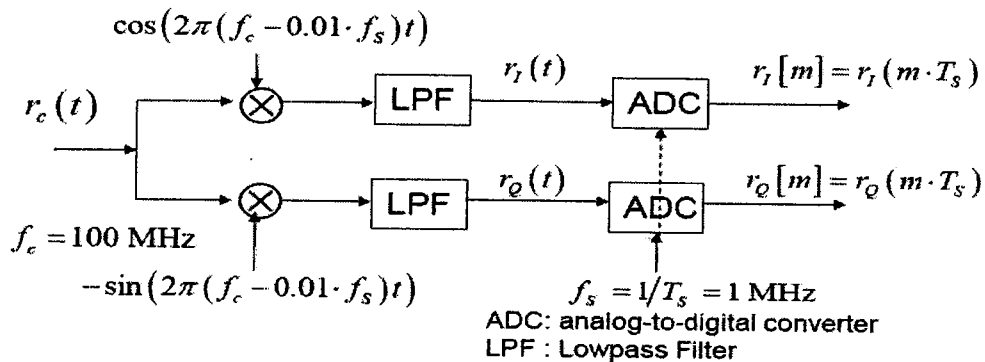 cos(2π(f_c − 0.01·f_S)t)
r_I(t)
r_I[m] = r_I(m·T_S)
LPF
ADC
r_c(t)
r_Q(t)
r_Q[m] = r_Q(m·T_S)
LPF
ADC
f_c = 100 MHz
−sin(2π(f_c − 0.01·f_S)t)
f_s = 1/T_s = 1 MHz
ADC: analog-to-digital converter
LPF : Lowpass Filter